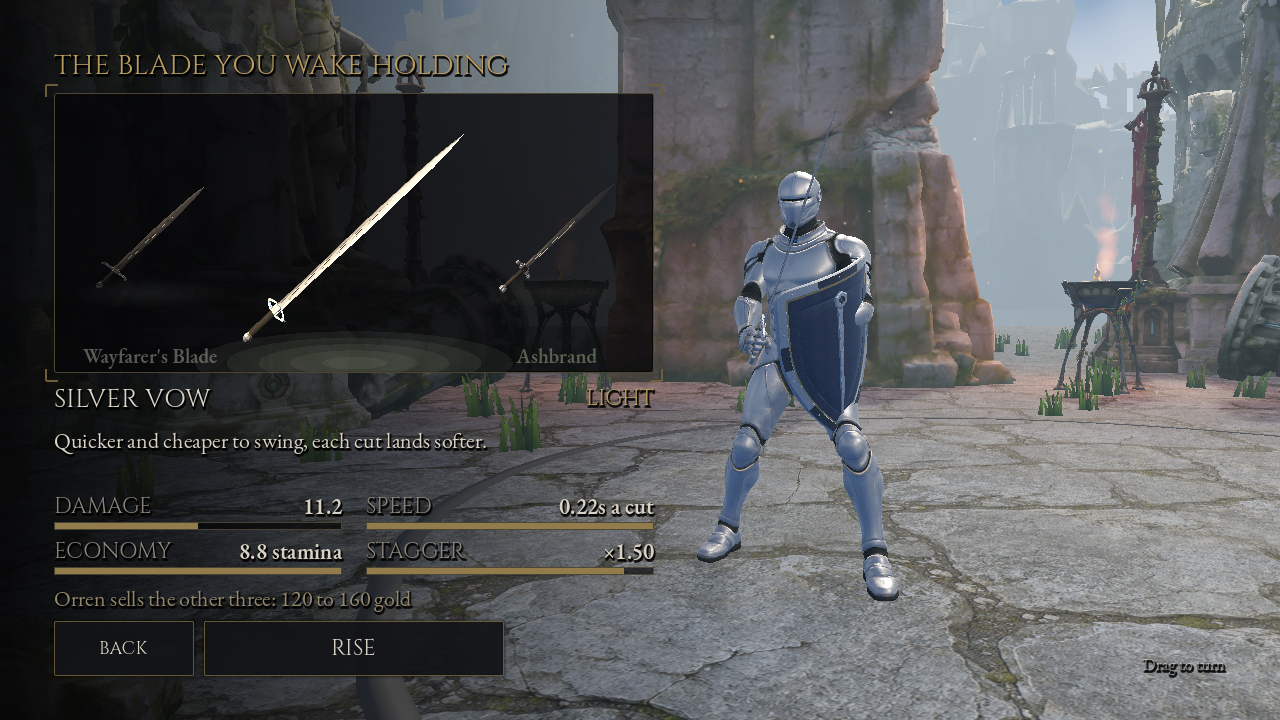 THE BLADE YOU WAKE HOLDING
Wayfarer's Blade
Ashbrand
SILVER VOW
LIGHT
Quicker and cheaper to swing, each cut lands softer.
DAMAGE 11.2
SPEED 0.22s a cut
ECONOMY 8.8 stamina
STAGGER ×1.50
Orren sells the other three: 120 to 160 gold
BACK
RISE
Drag to turn